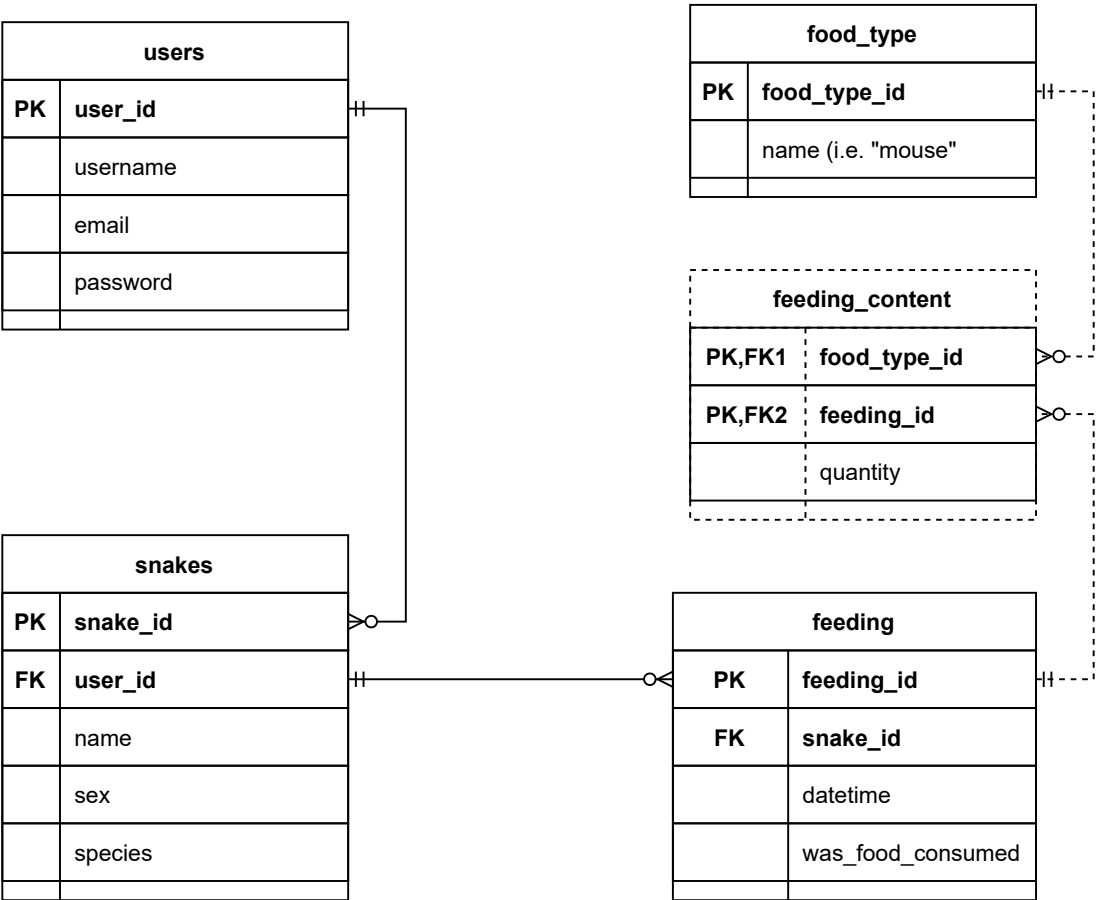 users
PK user_id
username
email
password
food_type
PK food_type_id
name (i.e. "mouse"
feeding_content
PK,FK1 food_type_id
PK,FK2 feeding_id
quantity
snakes
PK snake_id
FK user_id
name
sex
species
feeding
PK feeding_id
FK snake_id
datetime
was_food_consumed